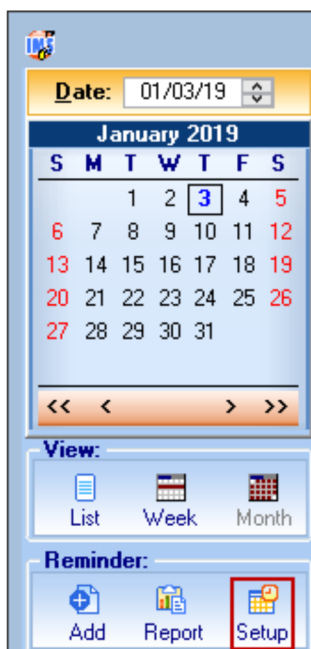 IMS
Date: 01/03/19
January 2019
S M T W T F S
1 2 3 4 5
6 7 8 9 10 11 12
13 14 15 16 17 18 19
20 21 22 23 24 25 26
27 28 29 30 31
<< < > >>
View:
List Week Month
Reminder:
Add Report Setup